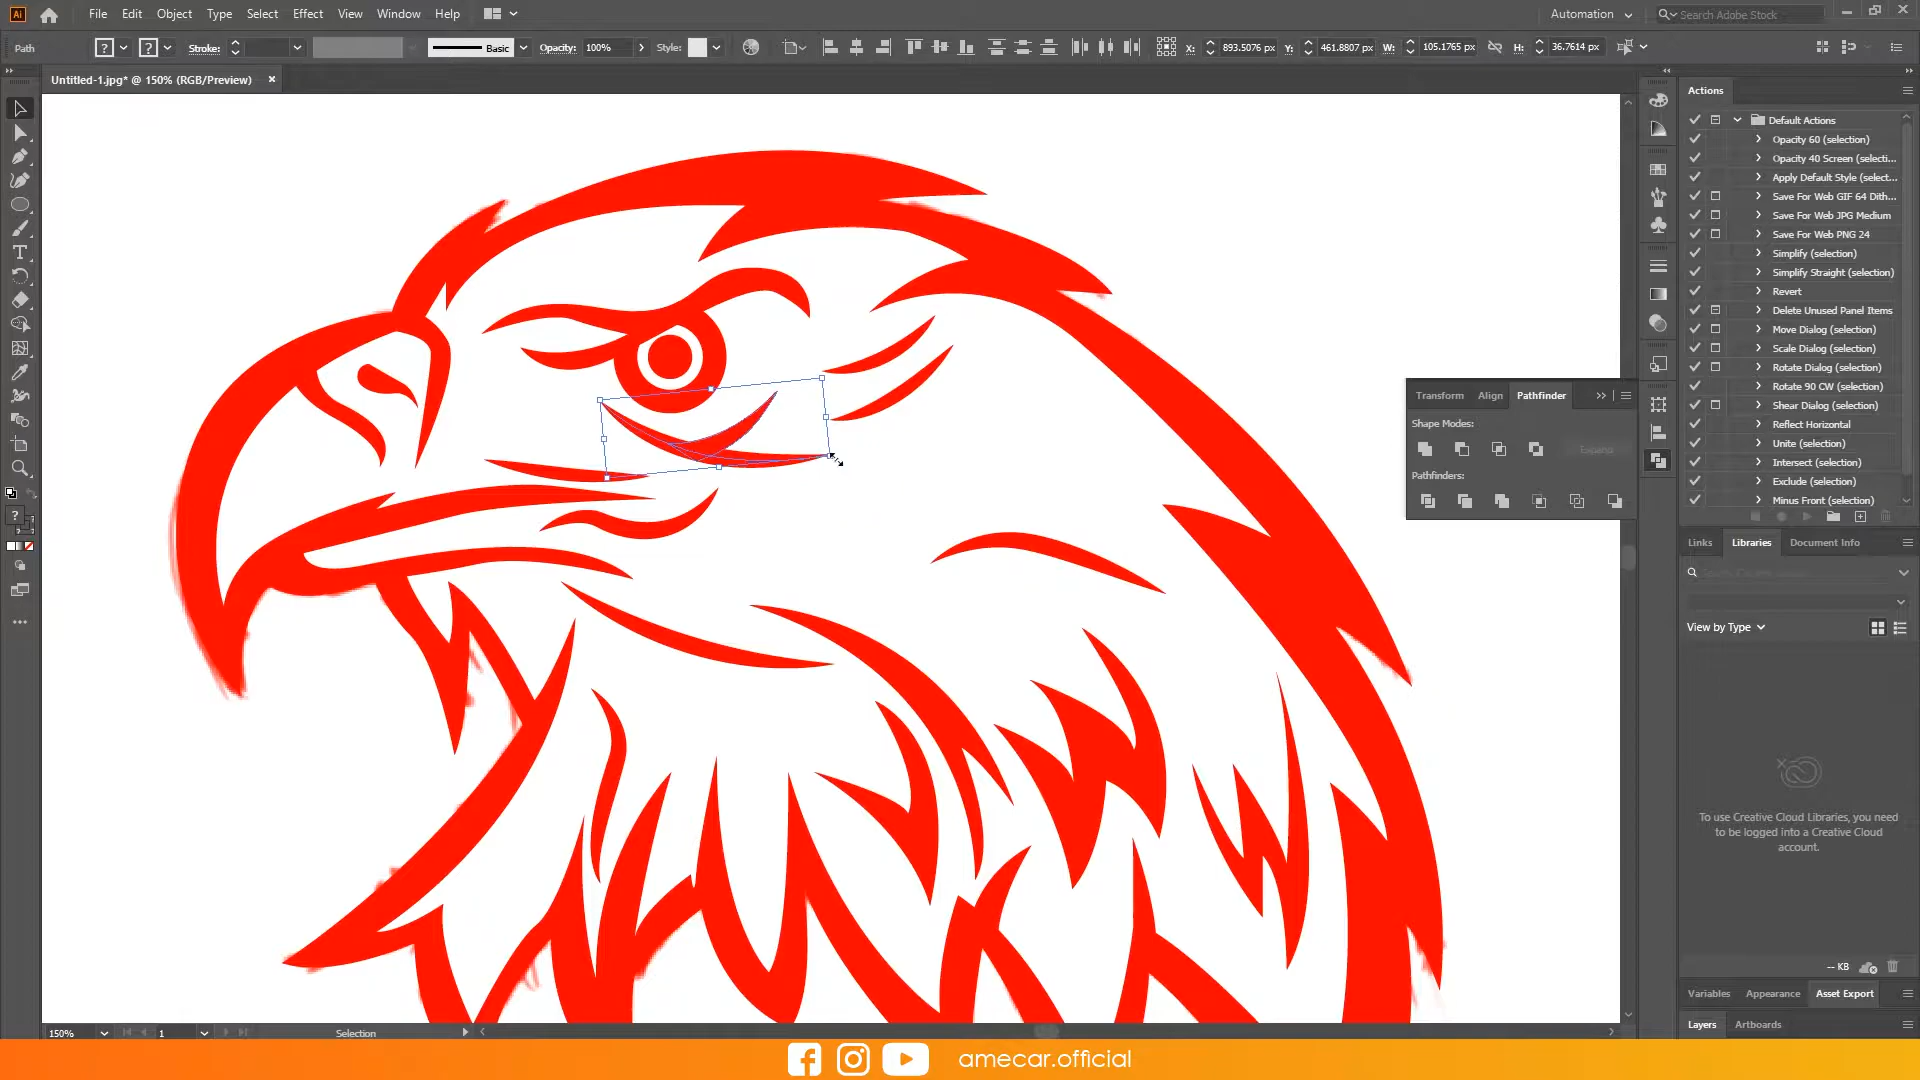 Ai File Edit Object Type Select Effect View Window Help Automation Search Adobe Stock
Path ? ? Stroke: Basic Opacity: 100% Style: X: 893.5076 px Y: 461.8807 px W: 105.1765 px H: 36.7614 px
Untitled-1.jpg* @ 150% (RGB/Preview) ×
Actions
Default Actions
Opacity 60 (selection)
Opacity 40 Screen (selecti...
Apply Default Style (select...
Save For Web GIF 64 Dith...
Save For Web JPG Medium
Save For Web PNG 24
Simplify (selection)
Simplify Straight (selection)
Revert
Delete Unused Panel Items
Move Dialog (selection)
Scale Dialog (selection)
Rotate Dialog (selection)
Rotate 90 CW (selection)
Shear Dialog (selection)
Reflect Horizontal
Unite (selection)
Intersect (selection)
Exclude (selection)
Minus Front (selection)
Transform Align Pathfinder
Shape Modes:
Expand
Pathfinders:
Links Libraries Document Info
View by Type
To use Creative Cloud Libraries, you need
to be logged into a Creative Cloud
account.
-- KB
Variables Appearance Asset Export
Layers Artboards
?
150% 1 Selection
amecar.official